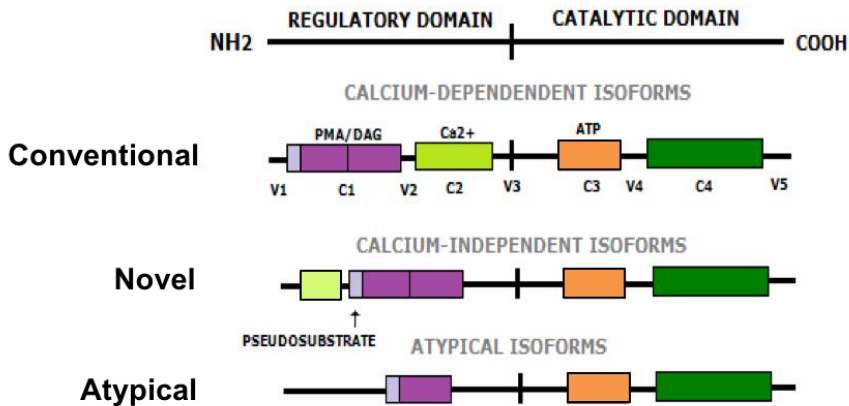 REGULATORY DOMAIN CATALYTIC DOMAIN
NH2 COOH
CALCIUM-DEPENDENT ISOFORMS
PMA/DAG Ca2+ ATP
Conventional
V1 C1 V2 C2 V3 C3 V4 C4 V5
CALCIUM-INDEPENDENT ISOFORMS
Novel
PSEUDOSUBSTRATE
ATYPICAL ISOFORMS
Atypical